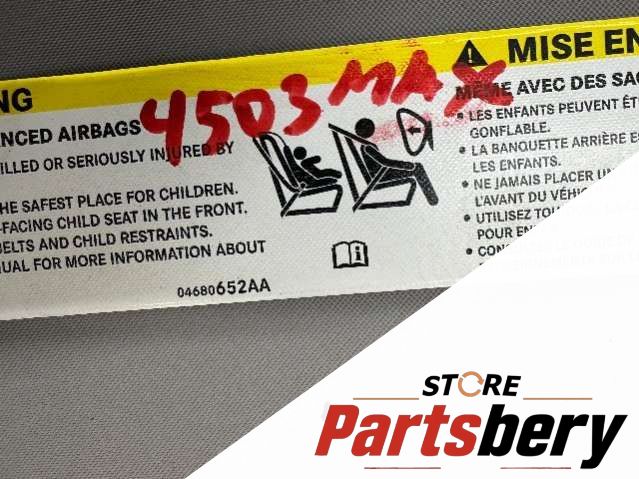 NG
NCED AIRBAGS
ILLED OR SERIOUSLY INJURED BY
HE SAFEST PLACE FOR CHILDREN.
-FACING CHILD SEAT IN THE FRONT.
BELTS AND CHILD RESTRAINTS.
UAL FOR MORE INFORMATION ABOUT
04680652AA
4503 MAX
MISE EN
MÊME AVEC DES SA
• LES ENFANTS PEUVENT ÊT
GONFLABLE.
• LA BANQUETTE ARRIÈRE E
LES ENFANTS.
• NE JAMAIS PLACER UN
L'AVANT DU VÉHIC
• UTILISEZ TOU
POUR EN
STORE
Partsbery